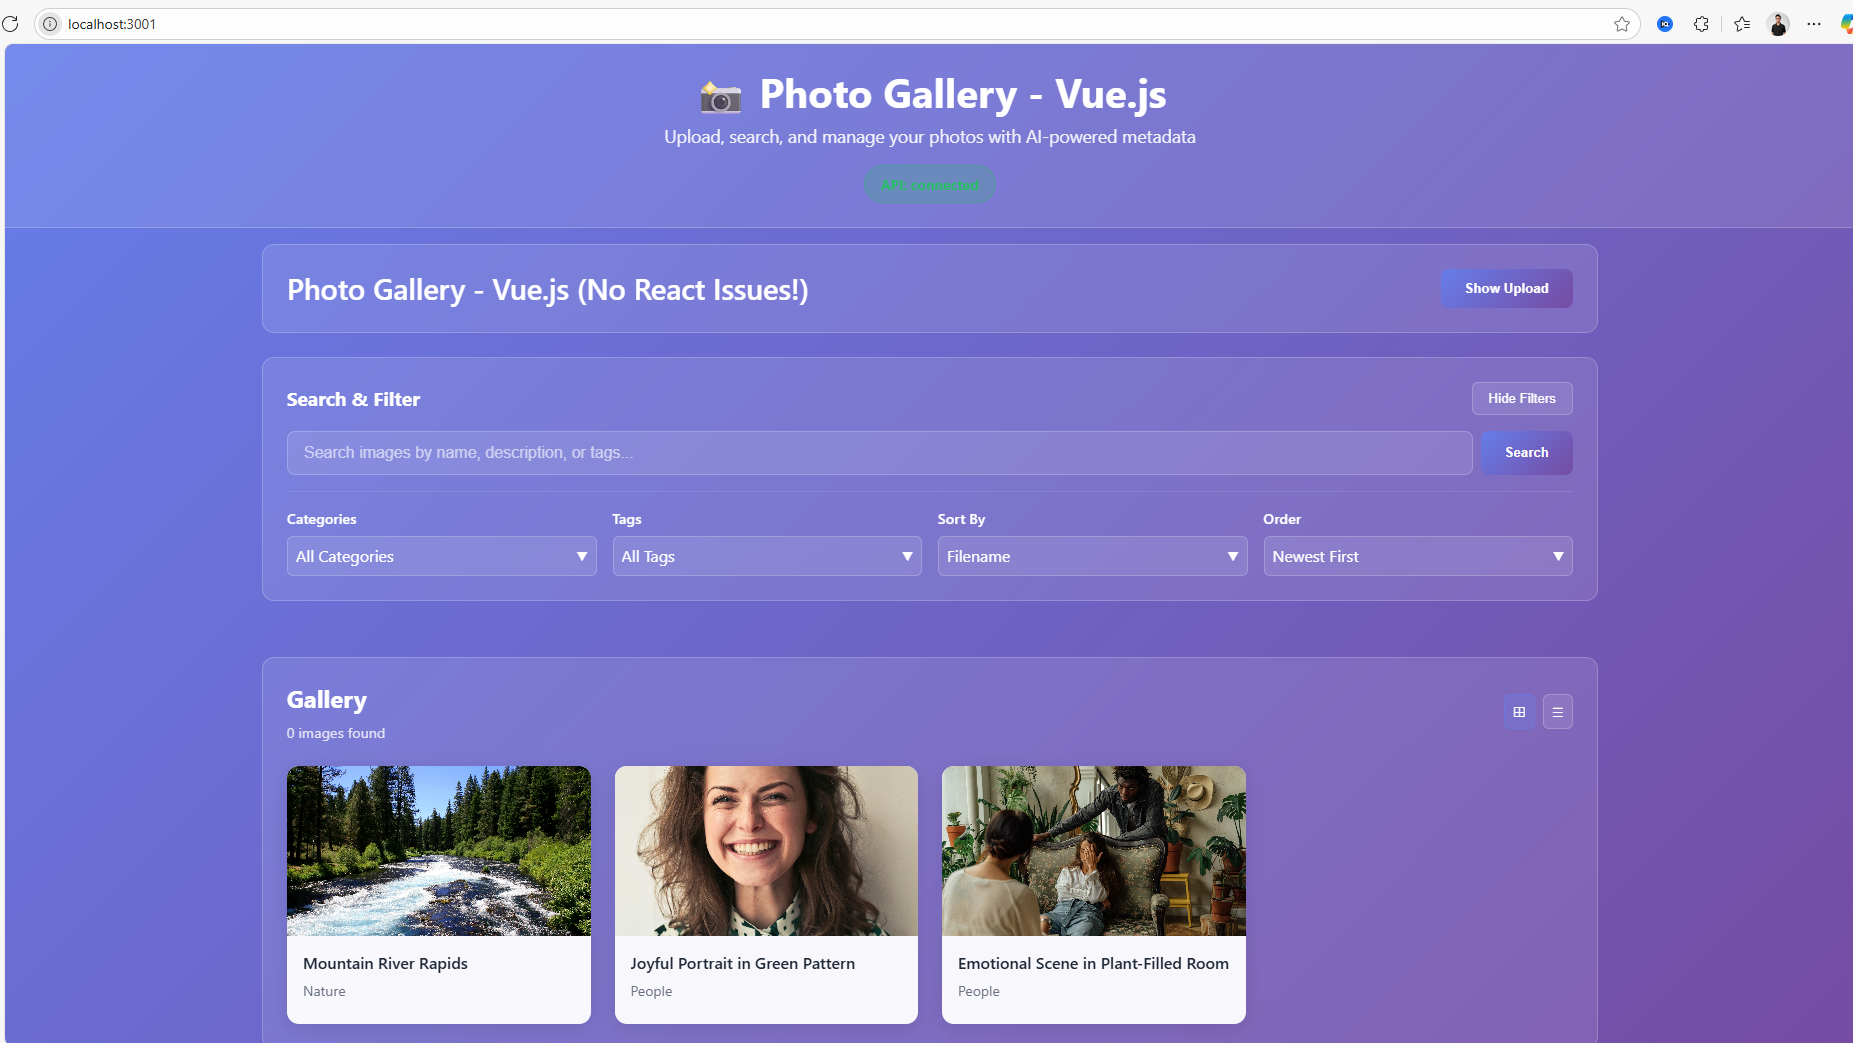 localhost:3001
Photo Gallery - Vue.js
Upload, search, and manage your photos with AI-powered metadata
API: connected
Photo Gallery - Vue.js (No React Issues!)
Show Upload
Search & Filter
Hide Filters
Search images by name, description, or tags...
Search
Categories
Tags
Sort By
Order
All Categories
All Tags
Filename
Newest First
Gallery
0 images found
Mountain River Rapids
Nature
Joyful Portrait in Green Pattern
People
Emotional Scene in Plant-Filled Room
People